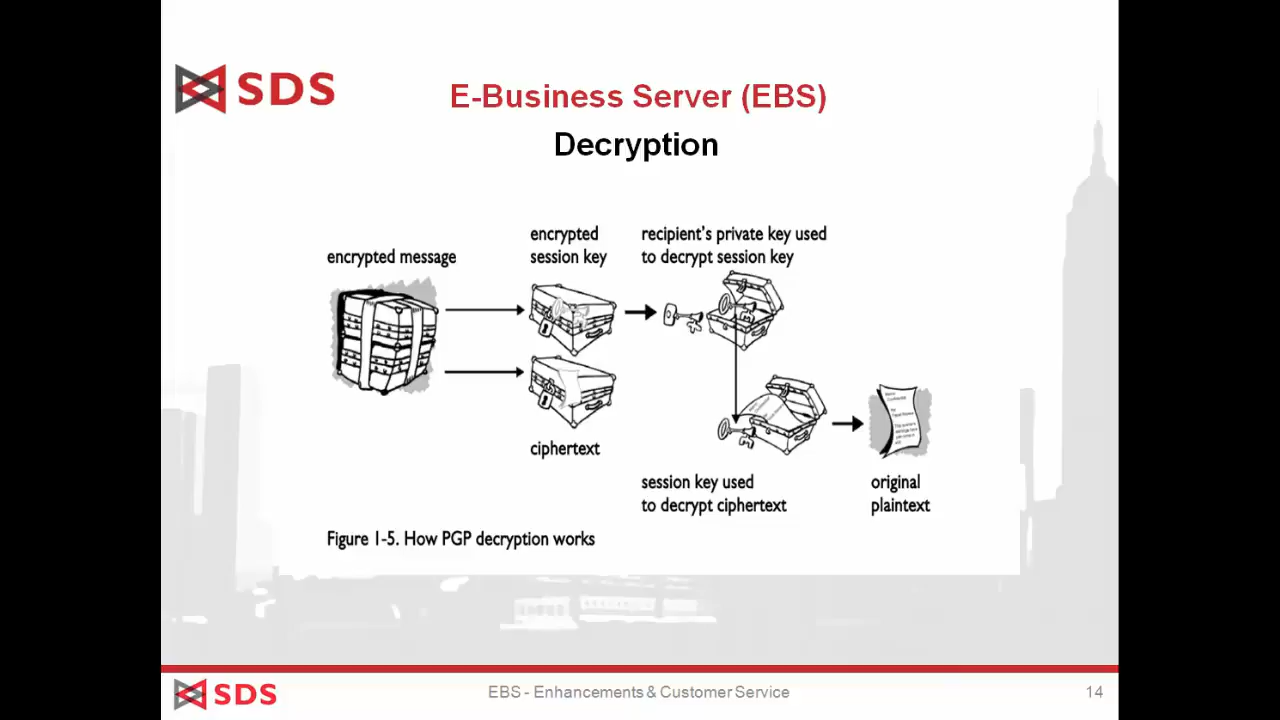 SDS
E-Business Server (EBS)
Decryption
encrypted message
encrypted
session key
recipient's private key used
to decrypt session key
ciphertext
session key used
to decrypt ciphertext
original
plaintext
Figure 1-5. How PGP decryption works
SDS
EBS - Enhancements & Customer Service
14